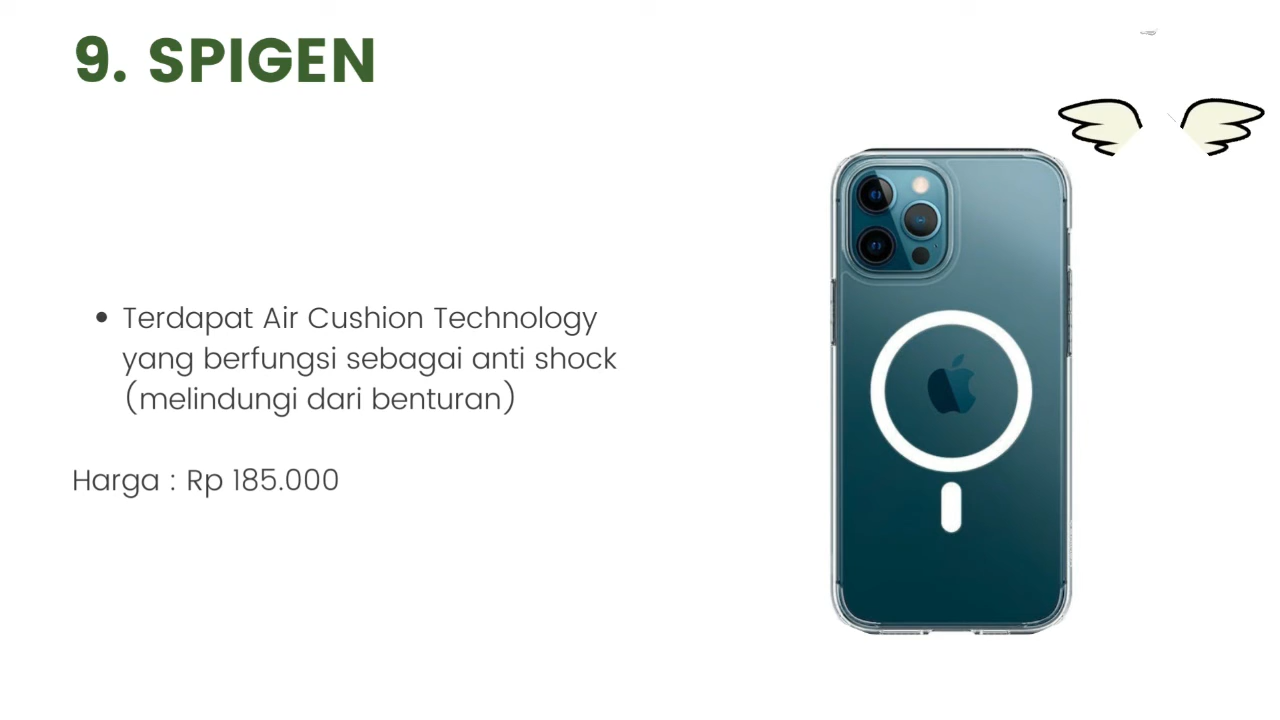 9. SPIGEN
• Terdapat Air Cushion Technology
yang berfungsi sebagai anti shock
(melindungi dari benturan)
Harga : Rp 185.000